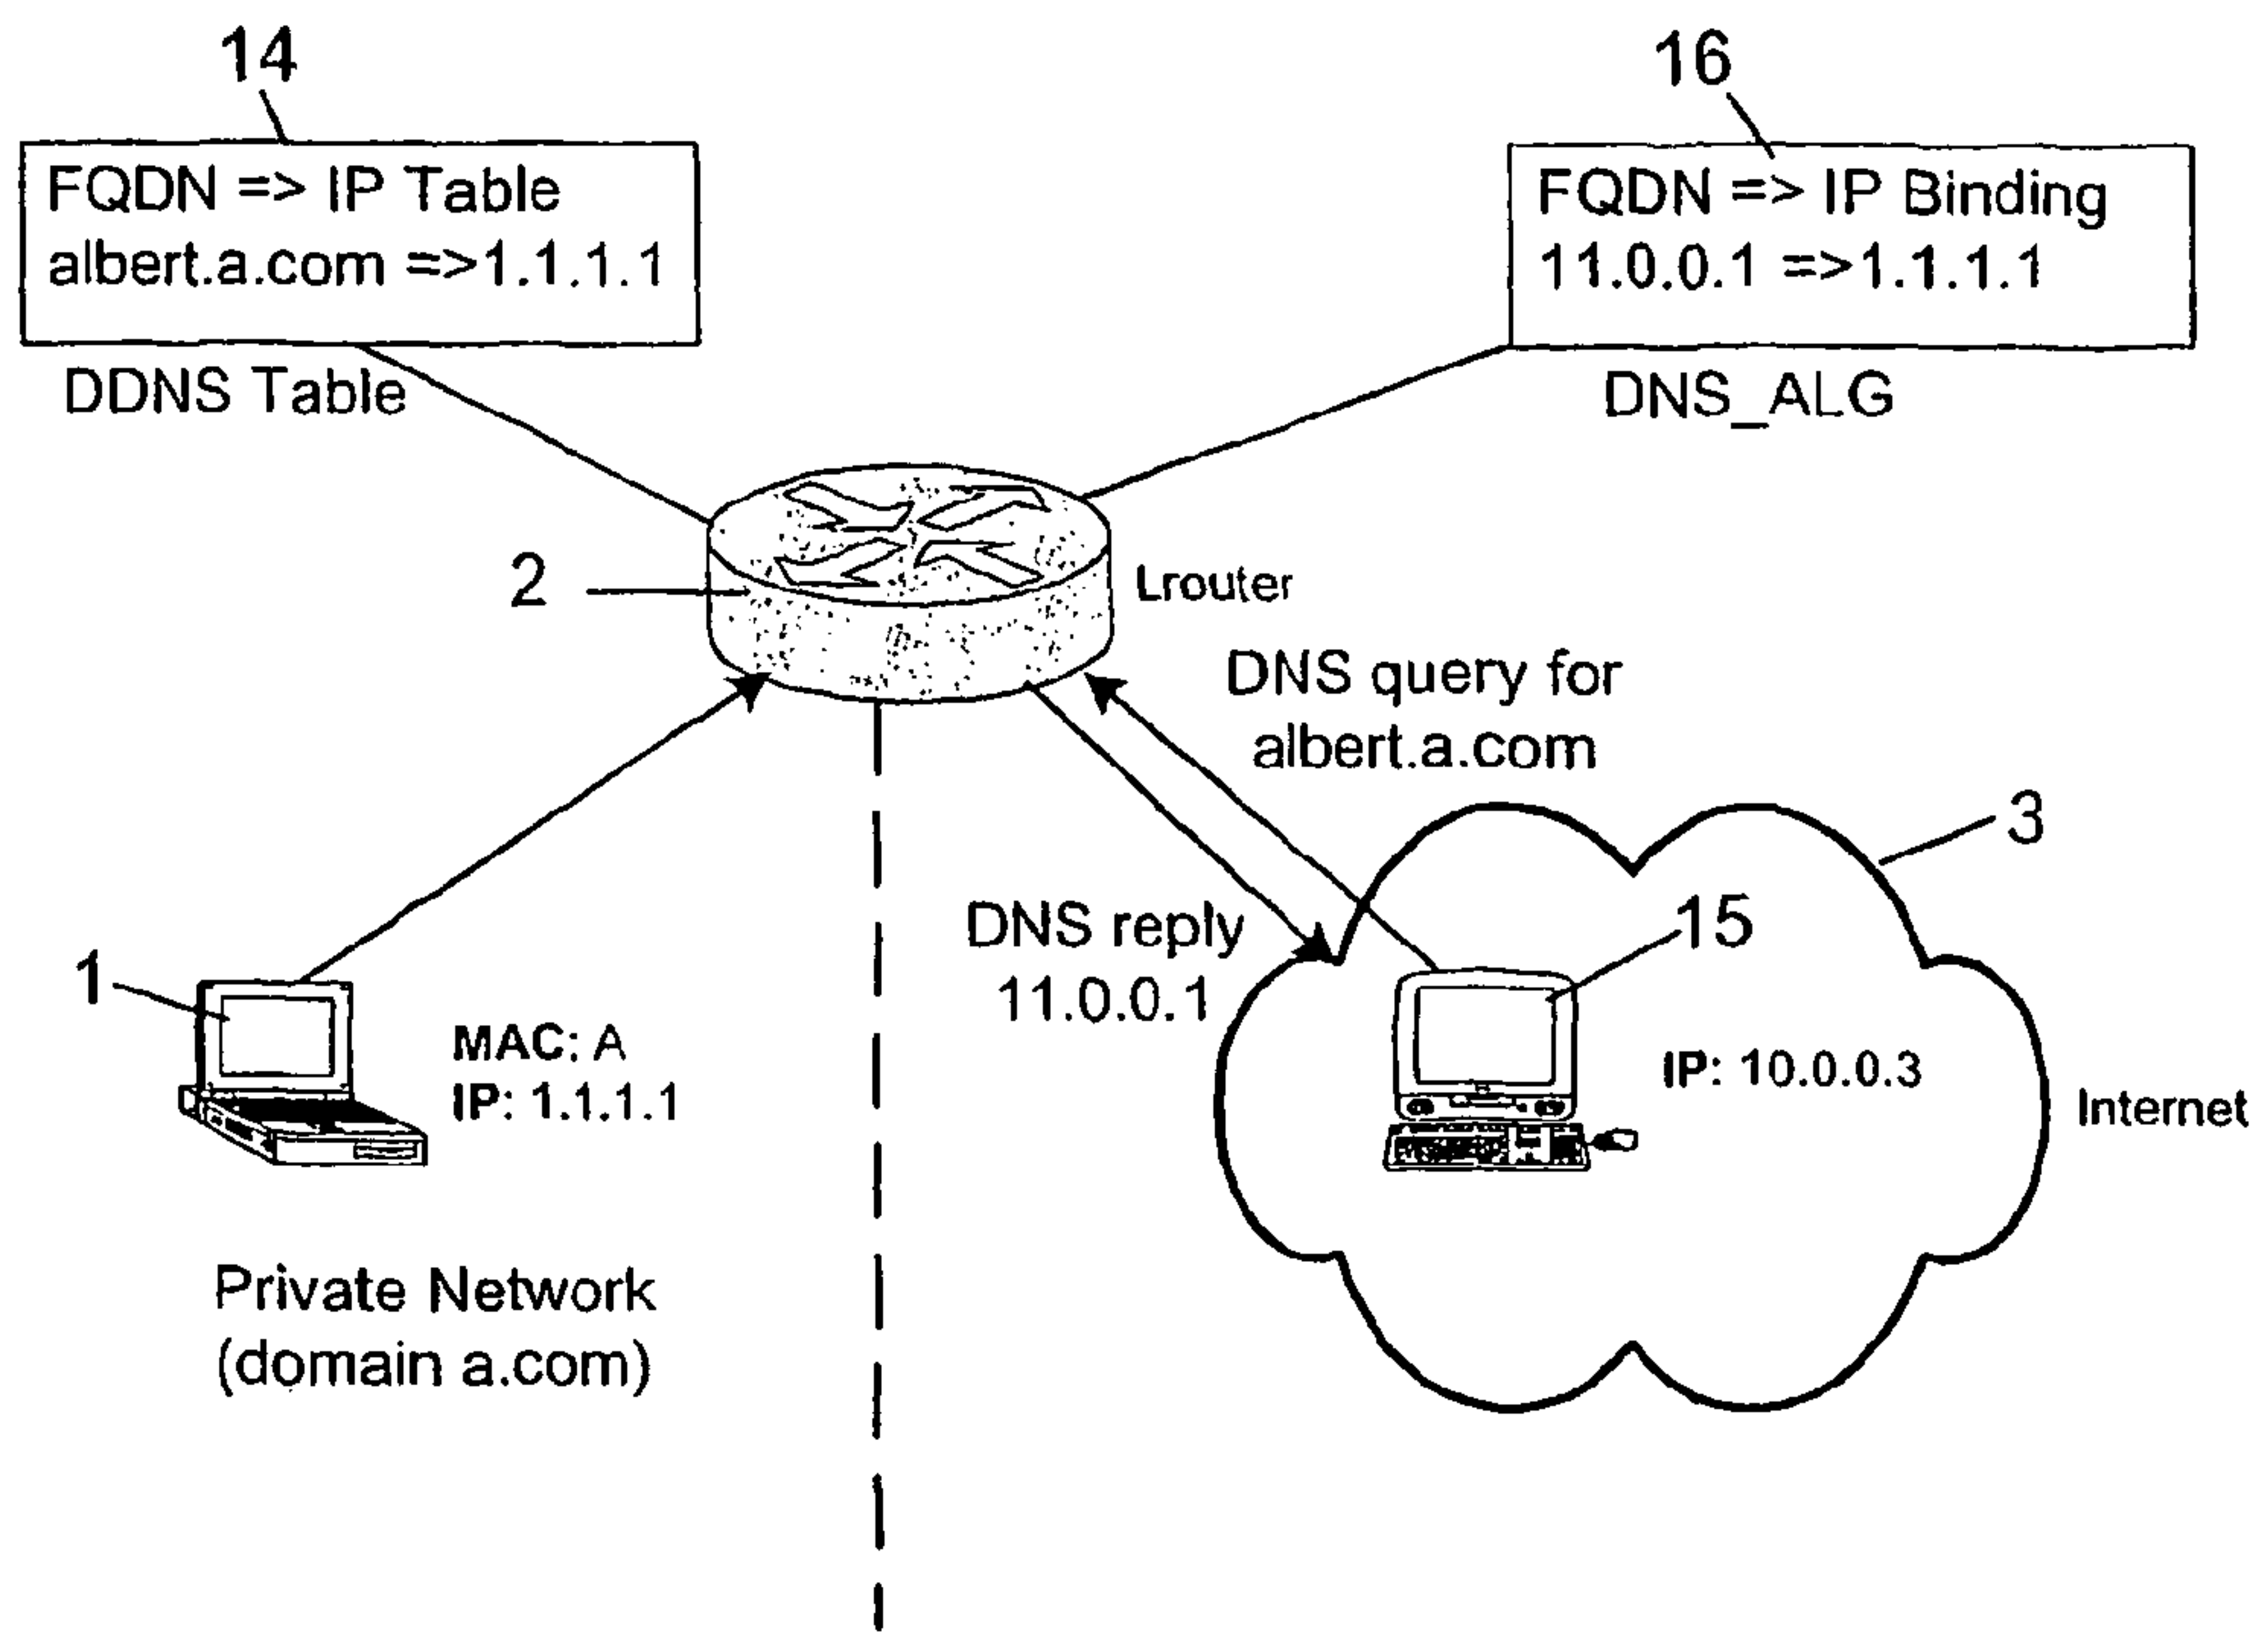 14
FQDN => IP Table
albert.a.com =>1.1.1.1
DDNS Table
16
FQDN => IP Binding
11.0.0.1 =>1.1.1.1
DNS_ALG
2
Lrouter
DNS query for
albert.a.com
3
15
DNS reply
11.0.0.1
1
MAC: A
IP: 1.1.1.1
IP: 10.0.0.3
Internet
Private Network
(domain a.com)